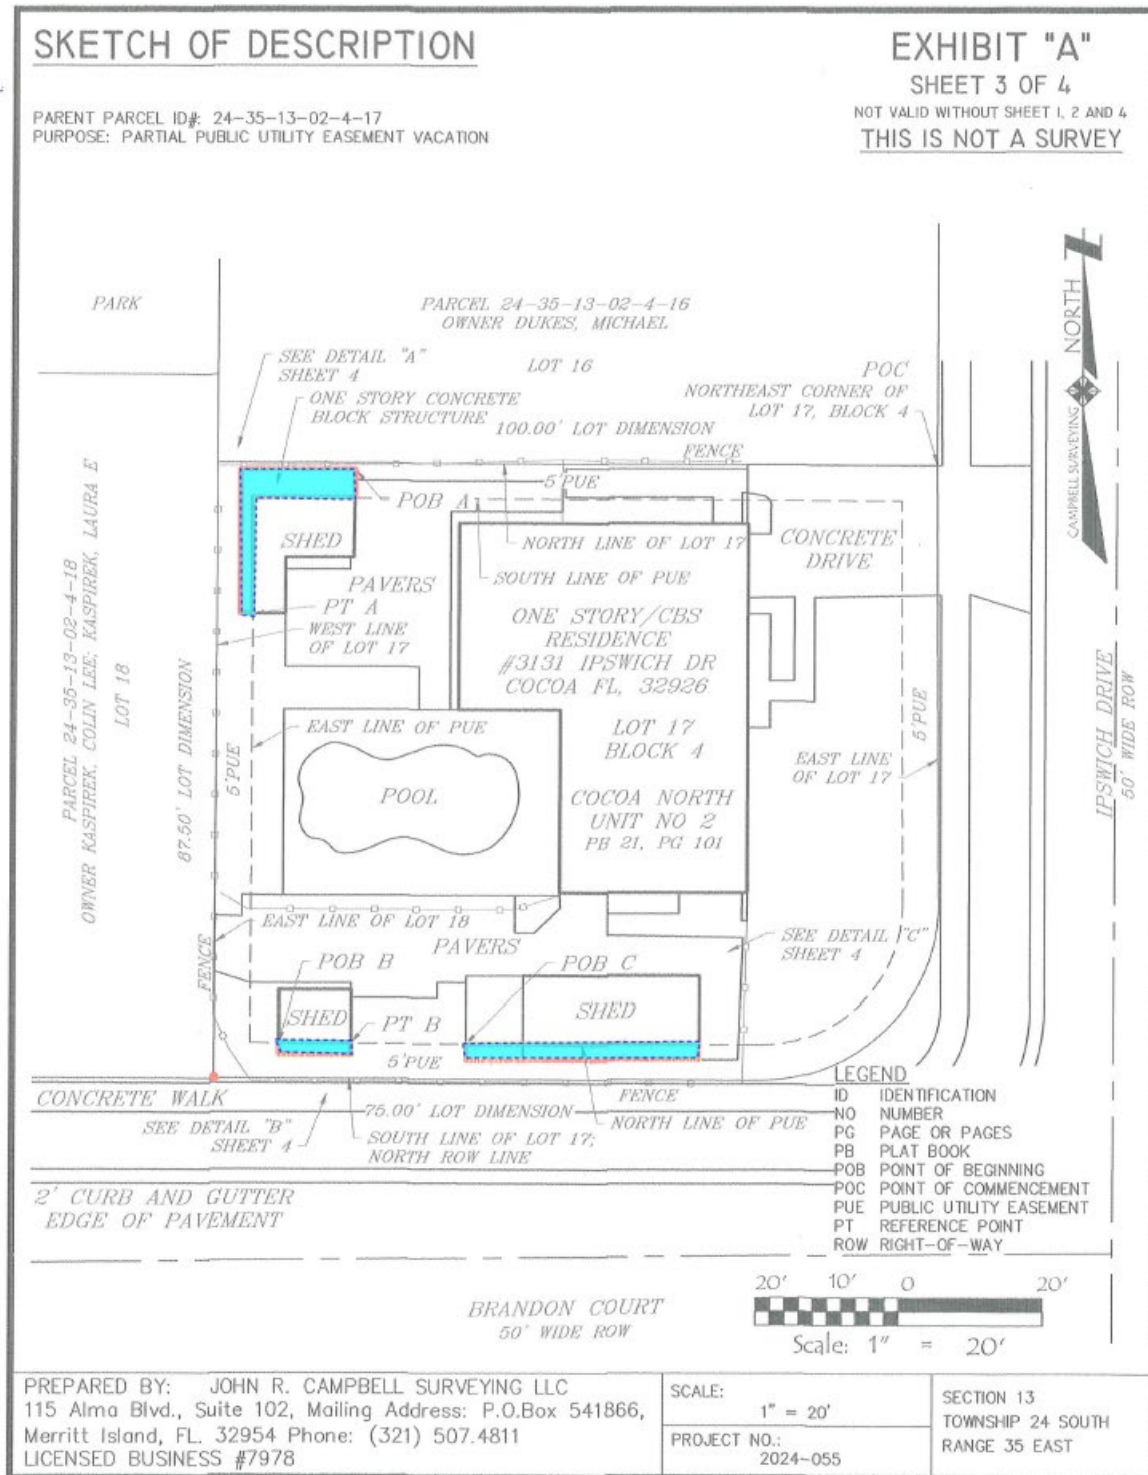 SKETCH OF DESCRIPTION
PARENT PARCEL ID#: 24-35-13-02-4-17
PURPOSE: PARTIAL PUBLIC UTILITY EASEMENT VACATION
EXHIBIT "A"
SHEET 3 OF 4
NOT VALID WITHOUT SHEET 1, 2 AND 4
THIS IS NOT A SURVEY
PARK
PARCEL 24-35-13-02-4-16
OWNER DUKES, MICHAEL
LOT 16
SEE DETAIL "A"
SHEET 4
ONE STORY CONCRETE
BLOCK STRUCTURE
POC
NORTHEAST CORNER OF
LOT 17, BLOCK 4
100.00' LOT DIMENSION
FENCE
NORTH
CAMPBELL SURVEYING
5'PUE
POB A
SHED
NORTH LINE OF LOT 17
CONCRETE
DRIVE
PAVERS
SOUTH LINE OF PUE
PT A
WEST LINE
OF LOT 17
ONE STORY/CBS
RESIDENCE
#3131 IPSWICH DR
COCOA FL, 32926
LOT 17
BLOCK 4
COCOA NORTH
UNIT NO 2
PB 21, PG 101
PARCEL 24-35-13-02-4-18
OWNER KASPIREK, COLIN LEE; KASPIREK, LAURA E
LOT 18
87.50' LOT DIMENSION
5'PUE
EAST LINE OF PUE
POOL
5'PUE
EAST LINE
OF LOT 17
IPSWICH DRIVE
50' WIDE ROW
EAST LINE OF LOT 18
PAVERS
SEE DETAIL "C"
SHEET 4
FENCE
POB B
POB C
SHED
PT B
SHED
5'PUE
CONCRETE WALK
FENCE
75.00' LOT DIMENSION
NORTH LINE OF PUE
SEE DETAIL "B"
SHEET 4
SOUTH LINE OF LOT 17;
NORTH ROW LINE
2' CURB AND GUTTER
EDGE OF PAVEMENT
LEGEND
ID IDENTIFICATION
NO NUMBER
PG PAGE OR PAGES
PB PLAT BOOK
POB POINT OF BEGINNING
POC POINT OF COMMENCEMENT
PUE PUBLIC UTILITY EASEMENT
PT REFERENCE POINT
ROW RIGHT-OF-WAY
BRANDON COURT
50' WIDE ROW
20' 10' 0 20'
Scale: 1" = 20'
PREPARED BY: JOHN R. CAMPBELL SURVEYING LLC
115 Alma Blvd., Suite 102, Mailing Address: P.O.Box 541866,
Merritt Island, FL. 32954 Phone: (321) 507.4811
LICENSED BUSINESS #7978
SCALE:
1" = 20'
PROJECT NO.:
2024-055
SECTION 13
TOWNSHIP 24 SOUTH
RANGE 35 EAST